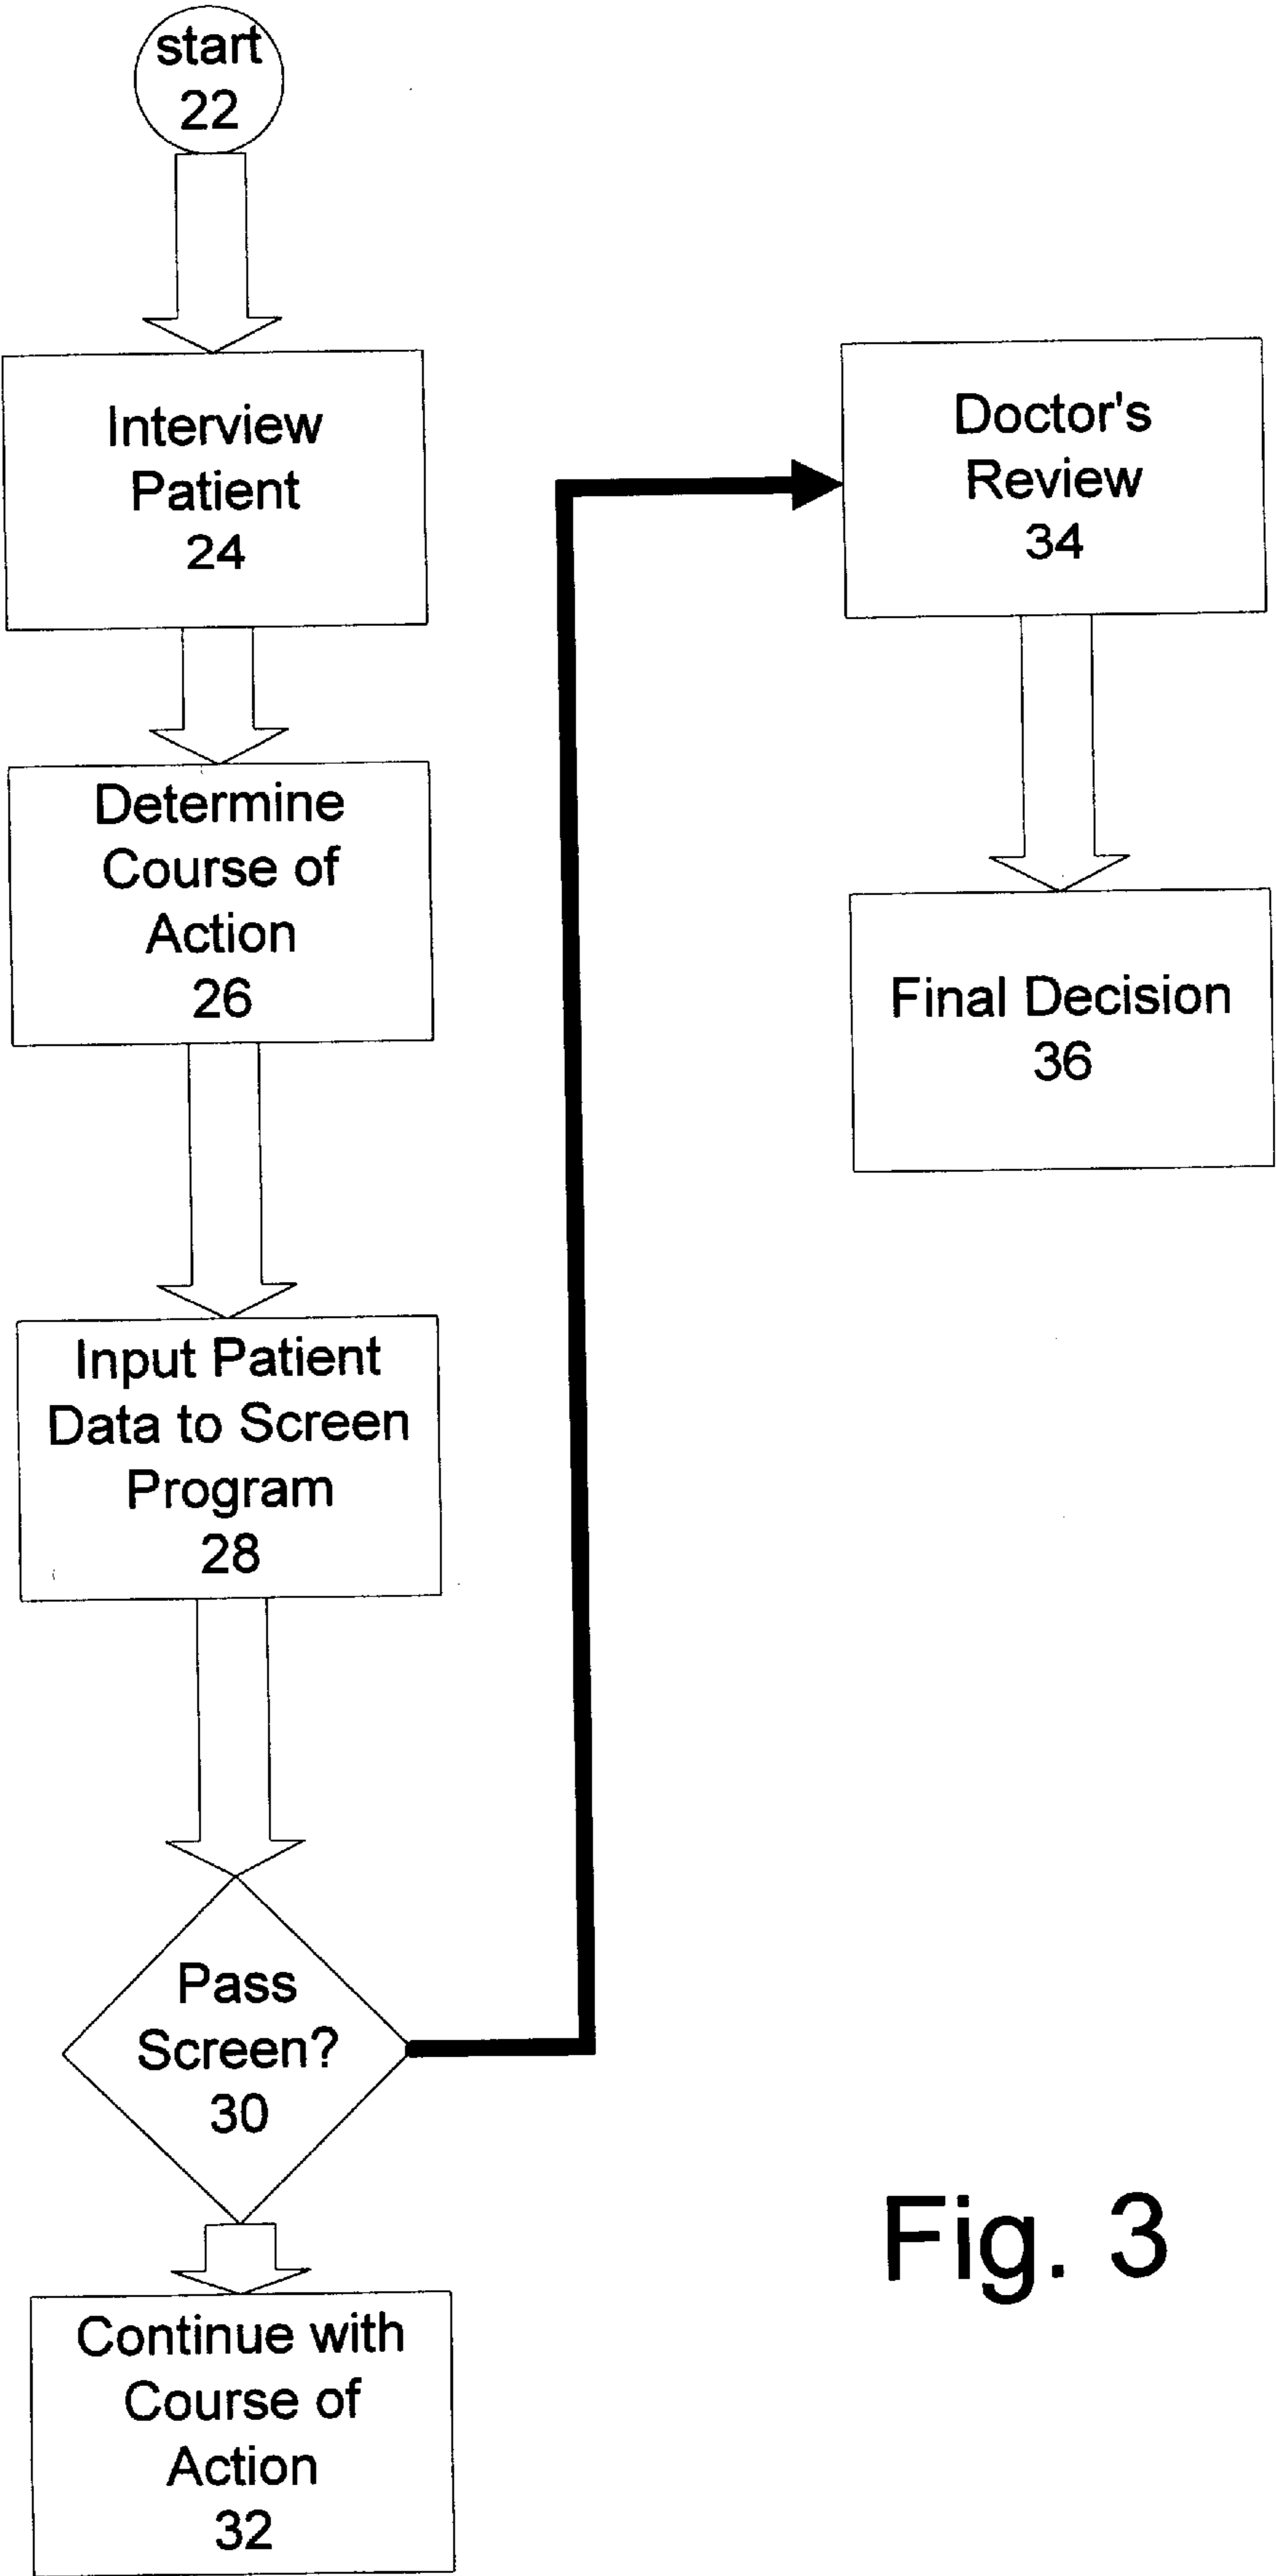 start
22
Interview
Patient
24
Determine
Course of
Action
26
Input Patient
Data to Screen
Program
28
Pass
Screen?
30
Continue with
Course of
Action
32
Doctor's
Review
34
Final Decision
36
Fig. 3